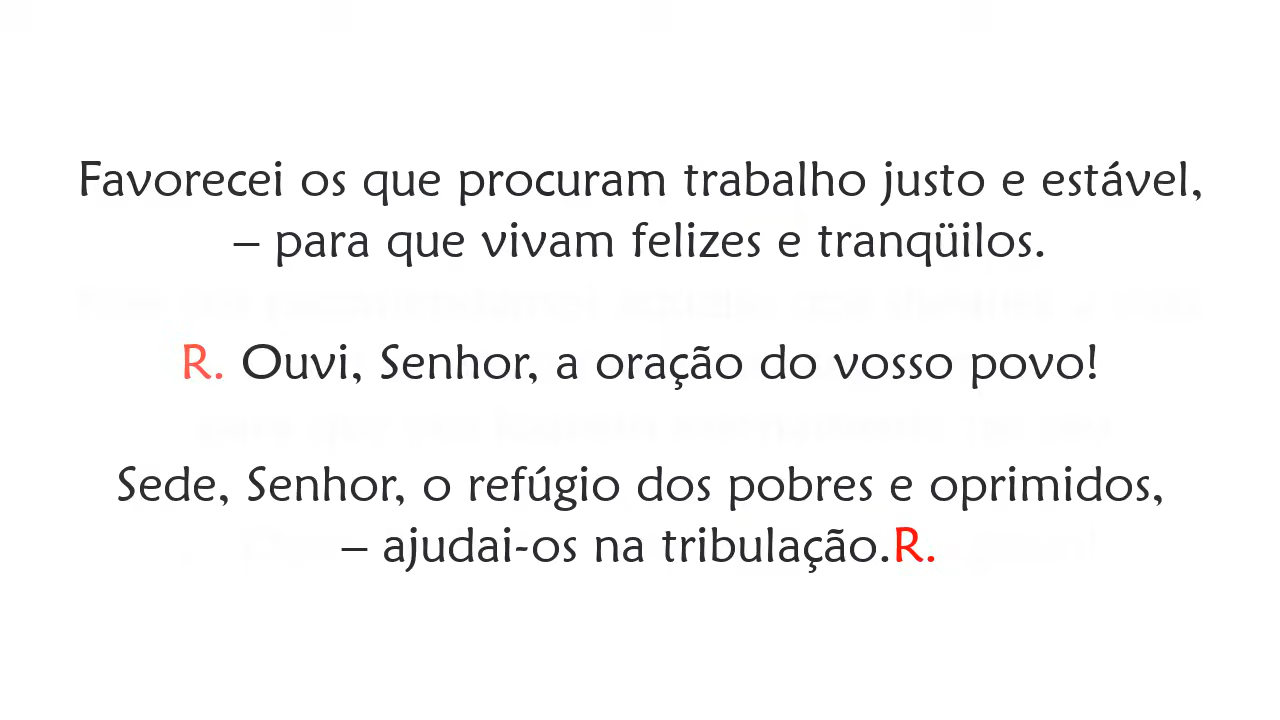 Favorecei os que procuram trabalho justo e estável,
– para que vivam felizes e tranqüilos.
R. Ouvi, Senhor, a oração do vosso povo!
Sede, Senhor, o refúgio dos pobres e oprimidos,
– ajudai-os na tribulação.R.